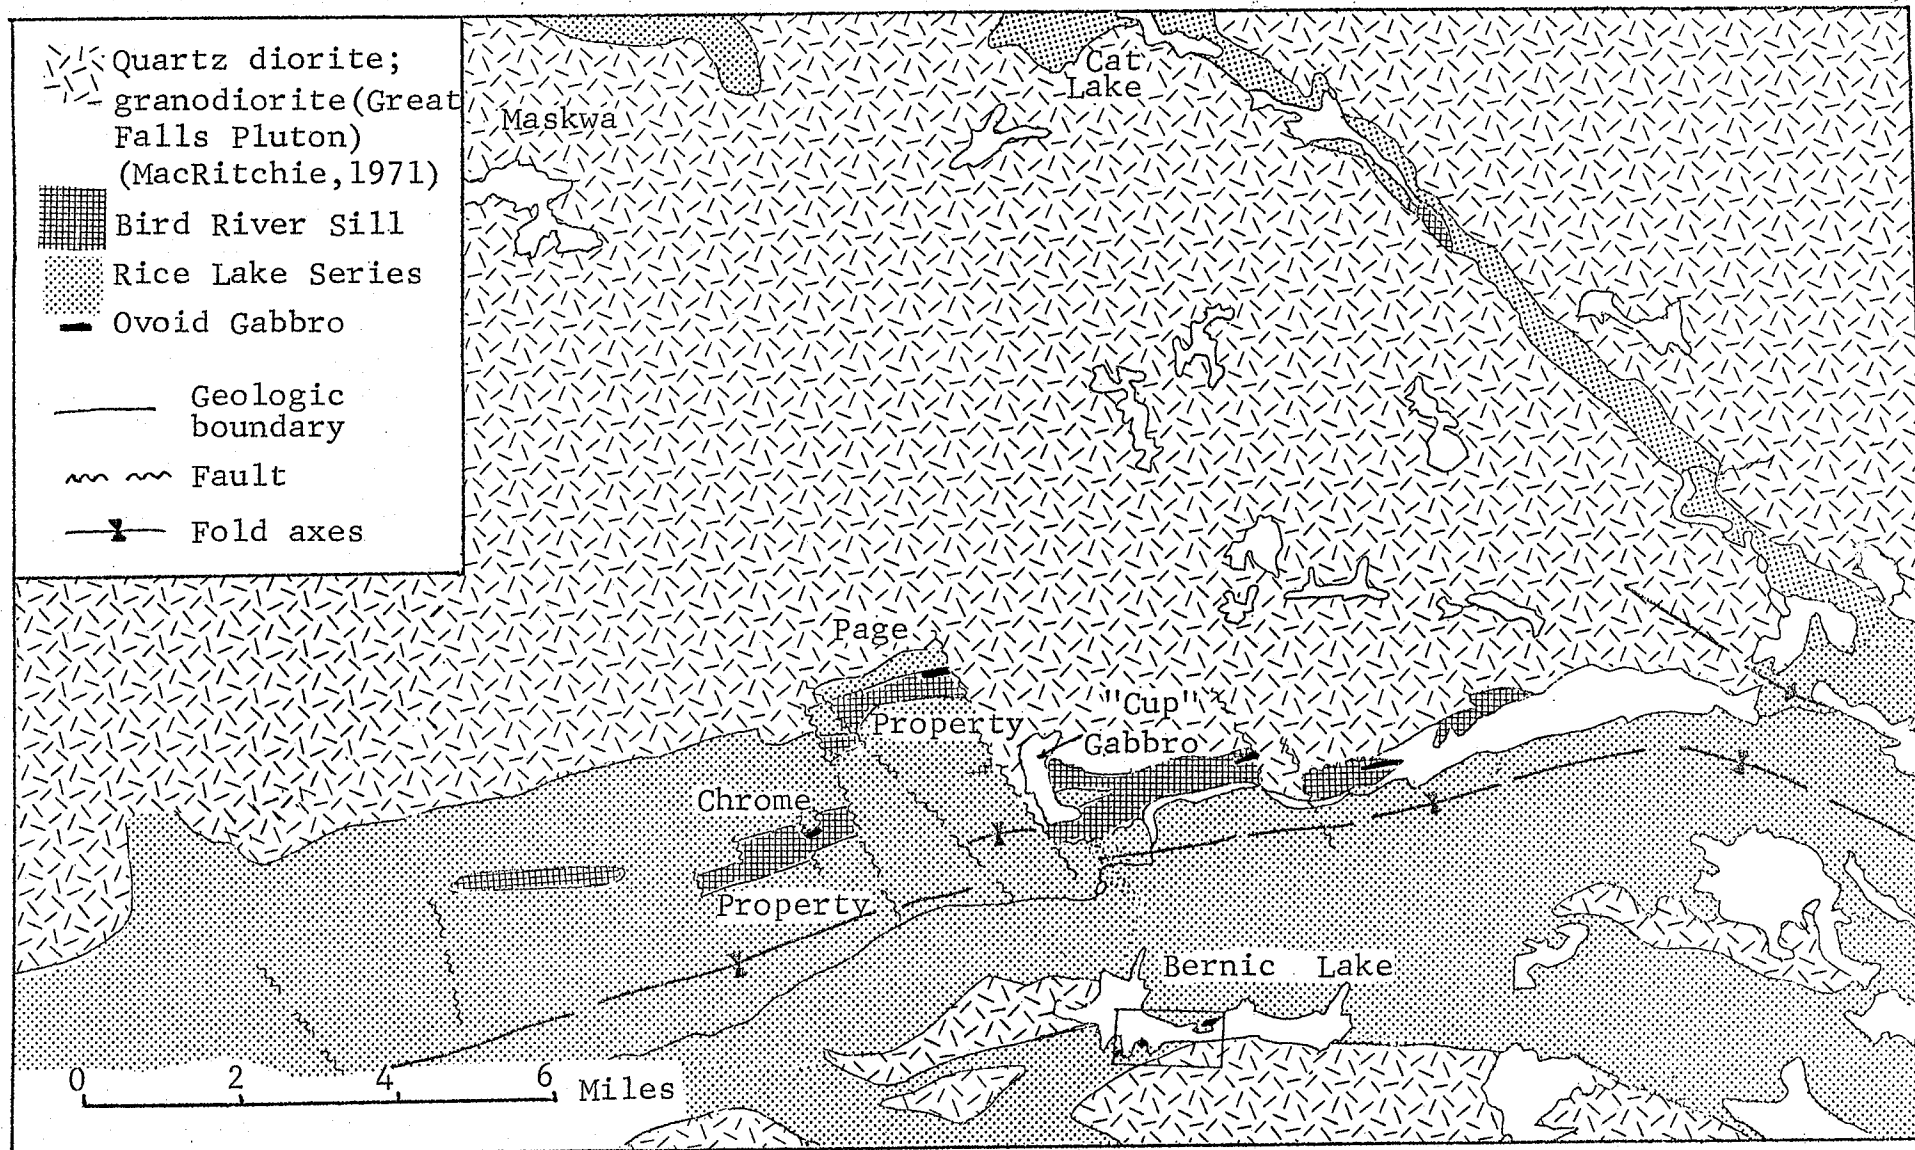 Quartz diorite;
granodiorite(Great
Falls Pluton)
(MacRitchie,1971)
Bird River Sill
Rice Lake Series
Ovoid Gabbro
Geologic
boundary
Fault
Fold axes
Maskwa
Cat
Lake
Page
Property
"Cup"
Gabbro
Chrome
Property
Bernic Lake
0 2 4 6 Miles